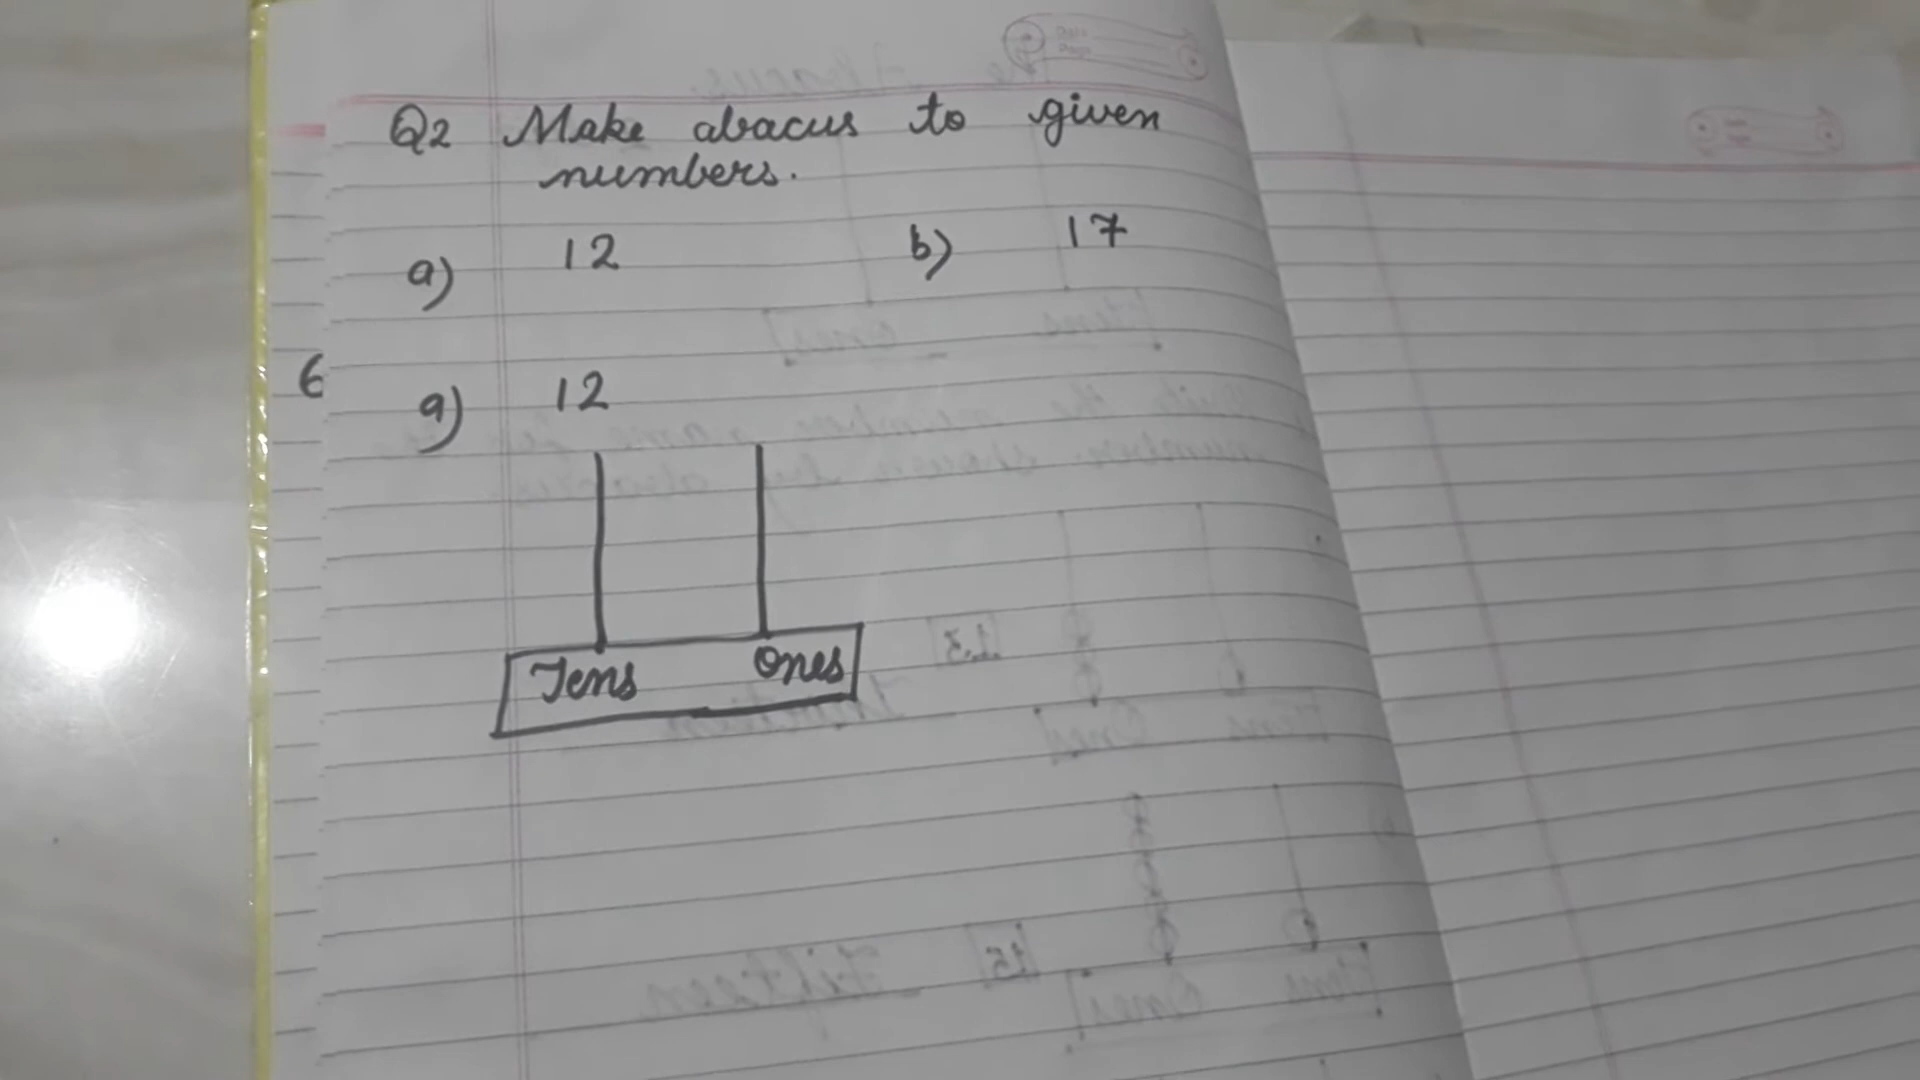 Q2 Make abacus to given
numbers.
a) 12 b) 17
6
a) 12
Tens Ones